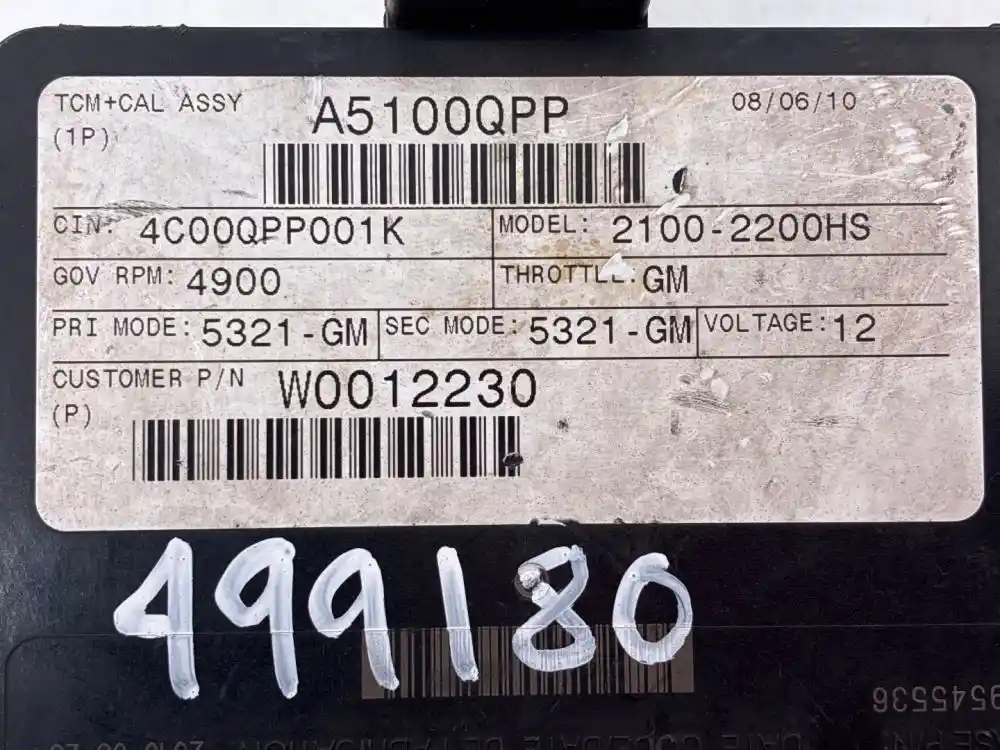 TCM+CAL ASSY A5100QPP 08/06/10
(1P)
CIN: 4C00QPP001K MODEL: 2100-2200HS
GOV RPM: 4900 THROTTLE: GM
PRI MODE: 5321-GM SEC MODE: 5321-GM VOLTAGE: 12
CUSTOMER P/N W0012230
(P)
499180
9545536